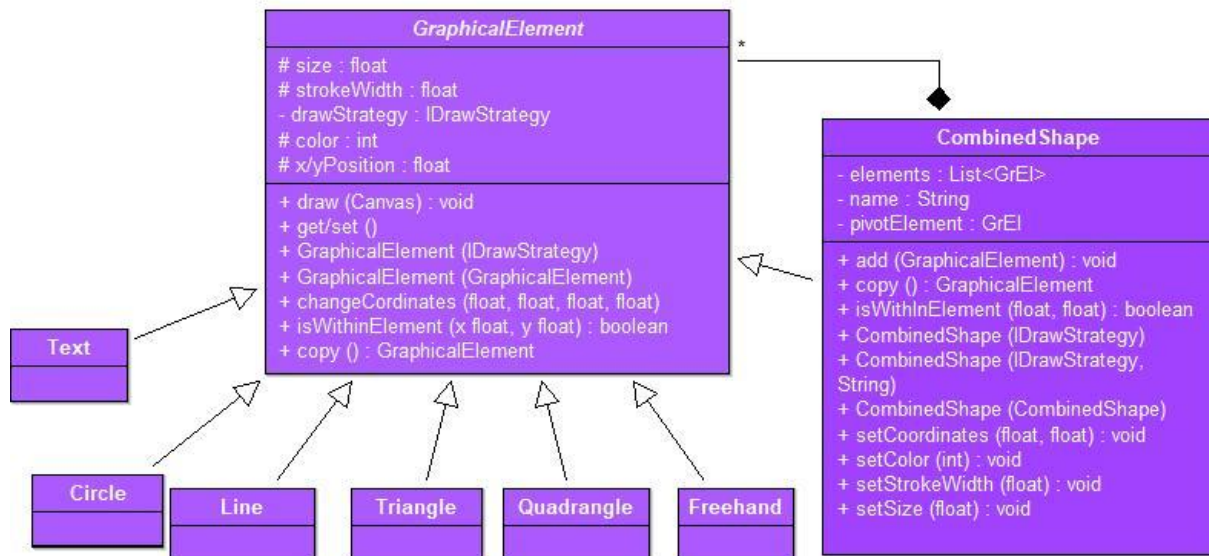 GraphicalElement
# size : float
# strokeWidth : float
- drawStrategy : IDrawStrategy
# color : int
# x/yPosition : float
+ draw (Canvas) : void
+ get/set ()
+ GraphicalElement (IDrawStrategy)
+ GraphicalElement (GraphicalElement)
+ changeCordinates (float, float, float, float)
+ isWithinElement (x float, y float) : boolean
+ copy () : GraphicalElement
*
CombinedShape
- elements : List<GrEl>
- name : String
- pivotElement : GrEl
+ add (GraphicalElement) : void
+ copy () : GraphicalElement
+ isWithInElement (float, float) : boolean
+ CombinedShape (IDrawStrategy)
+ CombinedShape (IDrawStrategy,
String)
+ CombinedShape (CombinedShape)
+ setCoordinates (float, float) : void
+ setColor (int) : void
+ setStrokeWidth (float) : void
+ setSize (float) : void
Text
Circle
Line
Triangle
Quadrangle
Freehand